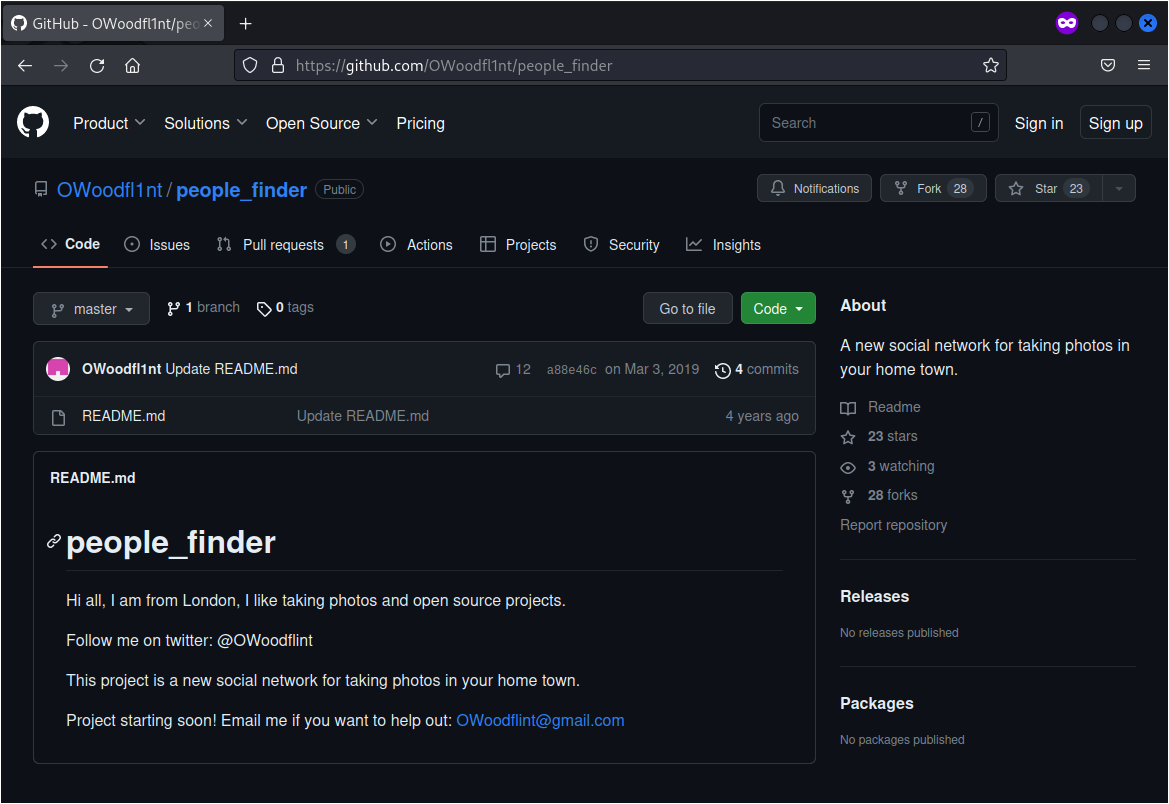 GitHub - OWoodfl1nt/peo
https://github.com/OWoodfl1nt/people_finder
Product Solutions Open Source Pricing Search / Sign in Sign up
OWoodfl1nt / people_finder Public Notifications Fork 28 Star 23
Code Issues Pull requests 1 Actions Projects Security Insights
master 1 branch 0 tags Go to file Code
OWoodfl1nt Update README.md 12 a88e46c on Mar 3, 2019 4 commits
README.md Update README.md 4 years ago
README.md
people_finder
Hi all, I am from London, I like taking photos and open source projects.
Follow me on twitter: @OWoodflint
This project is a new social network for taking photos in your home town.
Project starting soon! Email me if you want to help out: OWoodflint@gmail.com
About
A new social network for taking photos in
your home town.
Readme
23 stars
3 watching
28 forks
Report repository
Releases
No releases published
Packages
No packages published